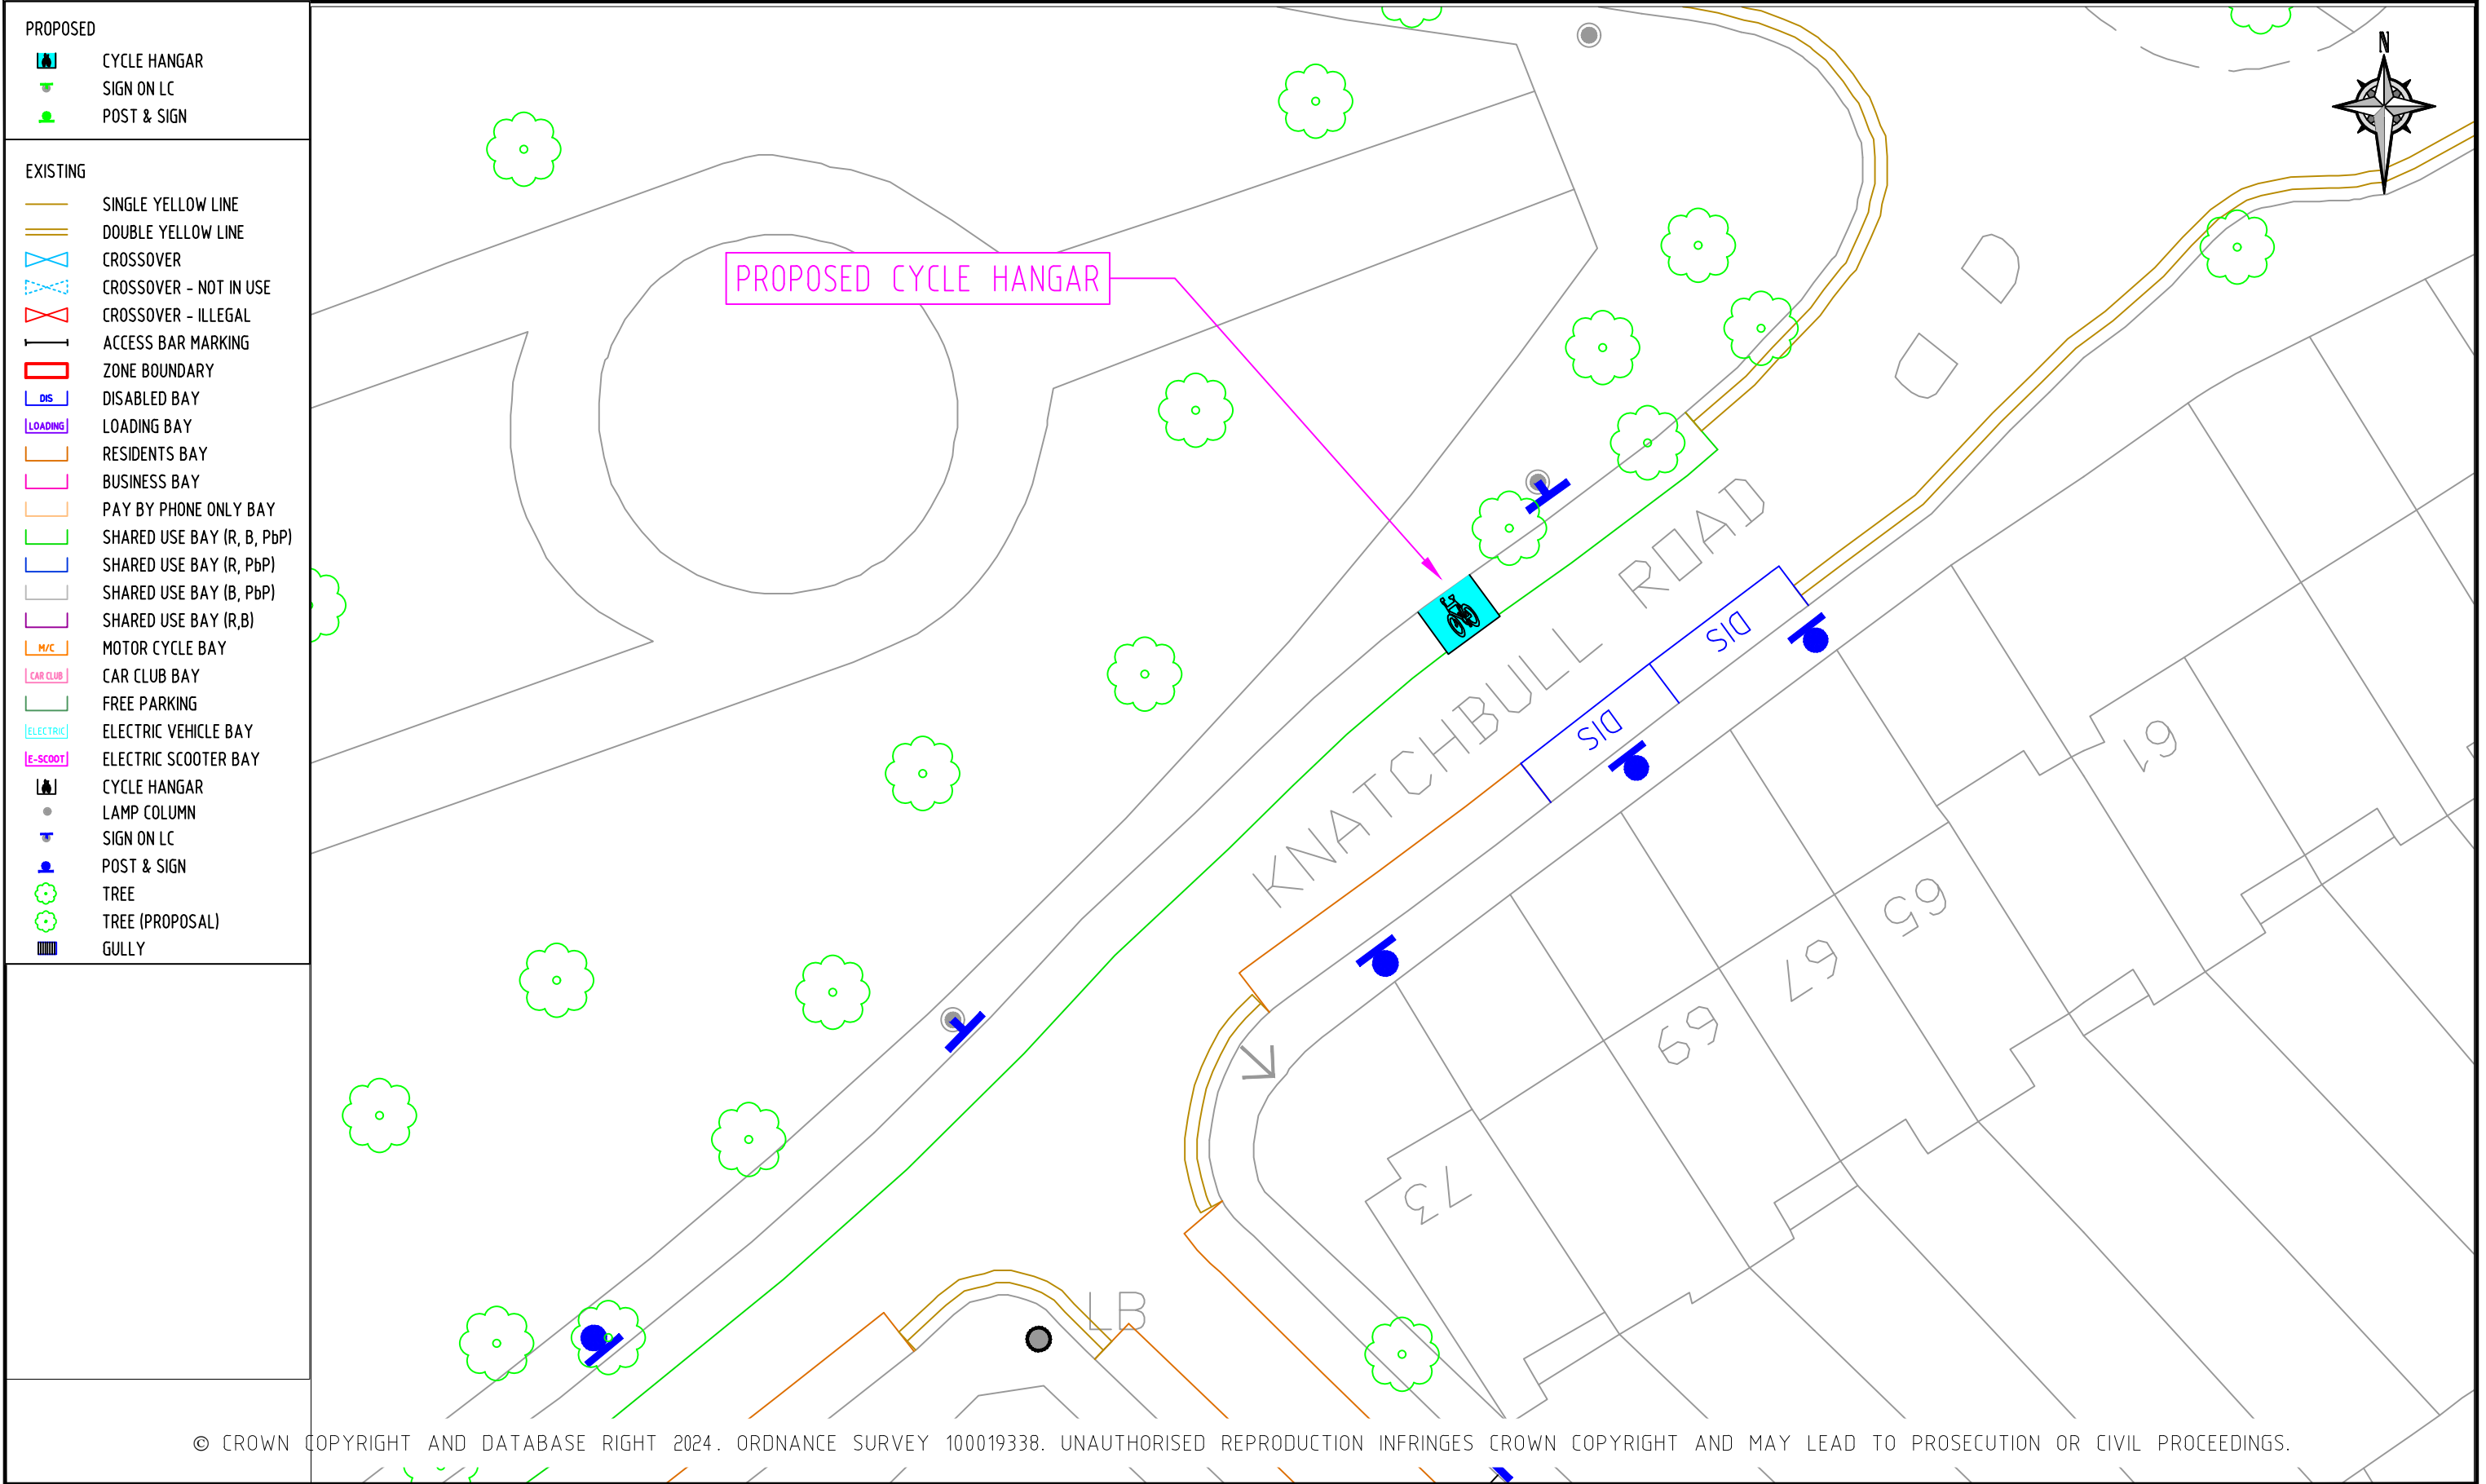 PROPOSED
CYCLE HANGAR
SIGN ON LC
POST & SIGN
EXISTING
SINGLE YELLOW LINE
DOUBLE YELLOW LINE
CROSSOVER
CROSSOVER - NOT IN USE
CROSSOVER - ILLEGAL
ACCESS BAR MARKING
ZONE BOUNDARY
DIS DISABLED BAY
LOADING LOADING BAY
RESIDENTS BAY
BUSINESS BAY
PAY BY PHONE ONLY BAY
SHARED USE BAY (R, B, PbP)
SHARED USE BAY (R, PbP)
SHARED USE BAY (B, PbP)
SHARED USE BAY (R,B)
M/C MOTOR CYCLE BAY
CAR CLUB CAR CLUB BAY
FREE PARKING
ELECTRIC ELECTRIC VEHICLE BAY
E-SCOOT ELECTRIC SCOOTER BAY
CYCLE HANGAR
LAMP COLUMN
SIGN ON LC
POST & SIGN
TREE
TREE (PROPOSAL)
GULLY
N
PROPOSED CYCLE HANGAR
KNATCHBULL ROAD
DIS
DIS
61
65
67
69
73
LB
© CROWN COPYRIGHT AND DATABASE RIGHT 2024. ORDNANCE SURVEY 100019338. UNAUTHORISED REPRODUCTION INFRINGES CROWN COPYRIGHT AND MAY LEAD TO PROSECUTION OR CIVIL PROCEEDINGS.